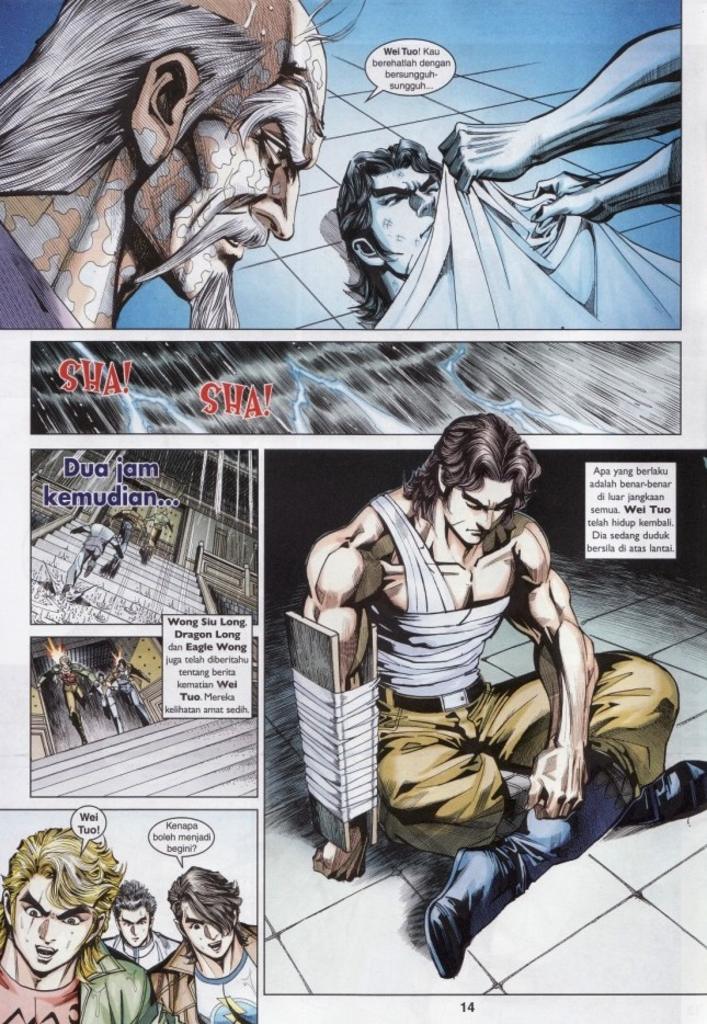 Wei Tuo! Kau
berehatlah dengan
bersungguh-
sungguh...
SHA!
SHA!
Dua jam
kemudian...
Wong Siu Long.
Dragon Long
dan Eagle Wong
juga telah diberitahu
tentang berita
kematian Wei
Tuo. Mereka
kelihatan amat sedih.
Apa yang berlaku
adalah benar-benar
di luar jangkaan
semua. Wei Tuo
telah hidup kembali.
Dia sedang duduk
bersila di atas lantai.
Wei
Tuo!
Kenapa
boleh menjadi
begini?
14